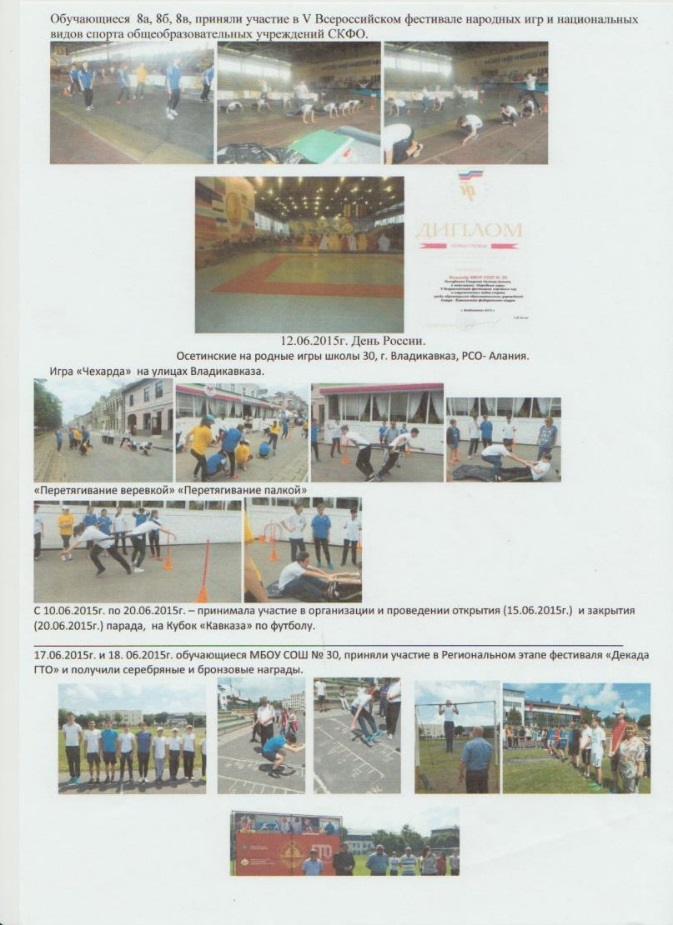 Обучающиеся 8а, 8б, 8в, приняли участие в V Всероссийском фестивале народных игр и национальных
видов спорта общеобразовательных учреждений СКФО.
ДИПЛОМ
12.06.2015г. День России.
Осетинские на родные игры школы 30, г. Владикавказ, РСО- Алания.
Игра «Чехарда» на улицах Владикавказа.
«Перетягивание веревкой» «Перетягивание палкой»
С 10.06.2015г. по 20.06.2015г. – принимала участие в организации и проведении открытия (15.06.2015г.) и закрытия
(20.06.2015г.) парада, на Кубок «Кавказа» по футболу.
17.06.2015г. и 18. 06.2015г. обучающиеся МБОУ СОШ № 30, приняли участие в Региональном этапе фестиваля «Декада
ГТО» и получили серебряные и бронзовые награды.
ГТО